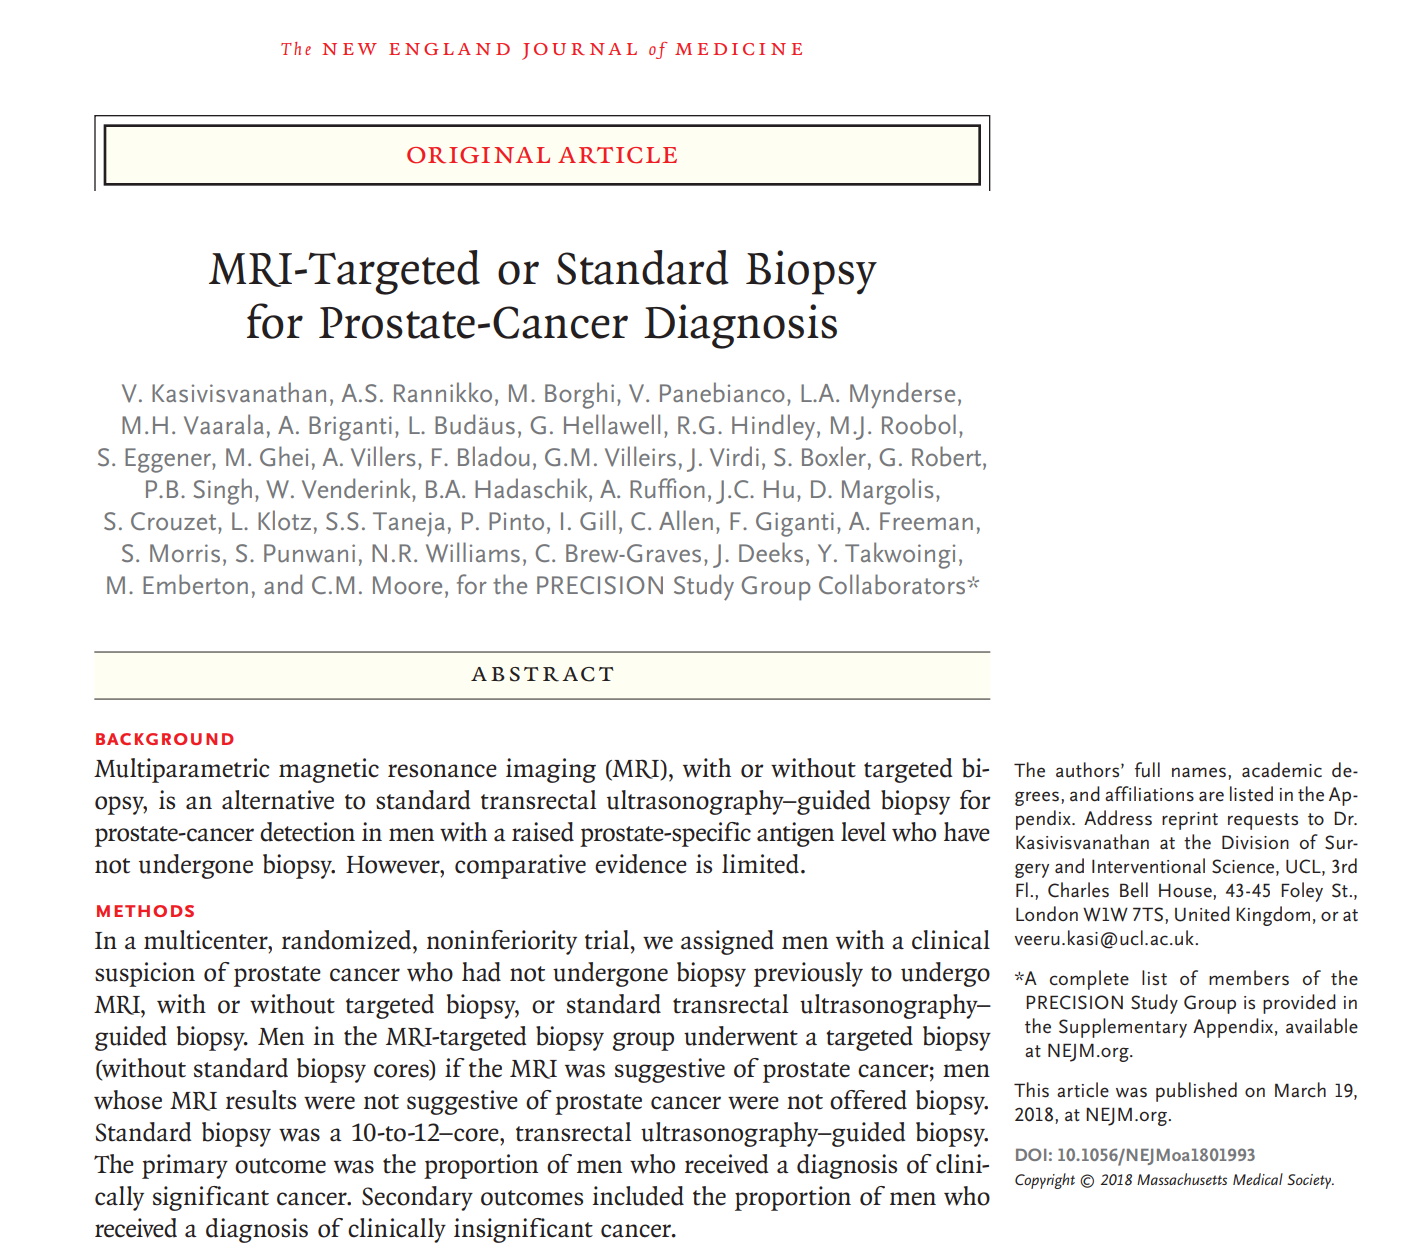 The NEW ENGLAND JOURNAL of MEDICINE
ORIGINAL ARTICLE
MRI-Targeted or Standard Biopsy
for Prostate-Cancer Diagnosis
V. Kasivisvanathan, A.S. Rannikko, M. Borghi, V. Panebianco, L.A. Mynderse,
M.H. Vaarala, A. Briganti, L. Budäus, G. Hellawell, R.G. Hindley, M.J. Roobol,
S. Eggener, M. Ghei, A. Villers, F. Bladou, G.M. Villeirs, J. Virdi, S. Boxler, G. Robert,
P.B. Singh, W. Venderink, B.A. Hadaschik, A. Ruffion, J.C. Hu, D. Margolis,
S. Crouzet, L. Klotz, S.S. Taneja, P. Pinto, I. Gill, C. Allen, F. Giganti, A. Freeman,
S. Morris, S. Punwani, N.R. Williams, C. Brew-Graves, J. Deeks, Y. Takwoingi,
M. Emberton, and C.M. Moore, for the PRECISION Study Group Collaborators*
ABSTRACT
BACKGROUND
Multiparametric magnetic resonance imaging (MRI), with or without targeted bi-
opsy, is an alternative to standard transrectal ultrasonography–guided biopsy for
prostate-cancer detection in men with a raised prostate-specific antigen level who have
not undergone biopsy. However, comparative evidence is limited.
METHODS
In a multicenter, randomized, noninferiority trial, we assigned men with a clinical
suspicion of prostate cancer who had not undergone biopsy previously to undergo
MRI, with or without targeted biopsy, or standard transrectal ultrasonography–
guided biopsy. Men in the MRI-targeted biopsy group underwent a targeted biopsy
(without standard biopsy cores) if the MRI was suggestive of prostate cancer; men
whose MRI results were not suggestive of prostate cancer were not offered biopsy.
Standard biopsy was a 10-to-12–core, transrectal ultrasonography–guided biopsy.
The primary outcome was the proportion of men who received a diagnosis of clini-
cally significant cancer. Secondary outcomes included the proportion of men who
received a diagnosis of clinically insignificant cancer.
The authors' full names, academic de-
grees, and affiliations are listed in the Ap-
pendix. Address reprint requests to Dr.
Kasivisvanathan at the Division of Sur-
gery and Interventional Science, UCL, 3rd
Fl., Charles Bell House, 43-45 Foley St.,
London W1W 7TS, United Kingdom, or at
veeru.kasi@ucl.ac.uk.
*A complete list of members of the
PRECISION Study Group is provided in
the Supplementary Appendix, available
at NEJM.org.
This article was published on March 19,
2018, at NEJM.org.
DOI: 10.1056/NEJMoa1801993
Copyright © 2018 Massachusetts Medical Society.